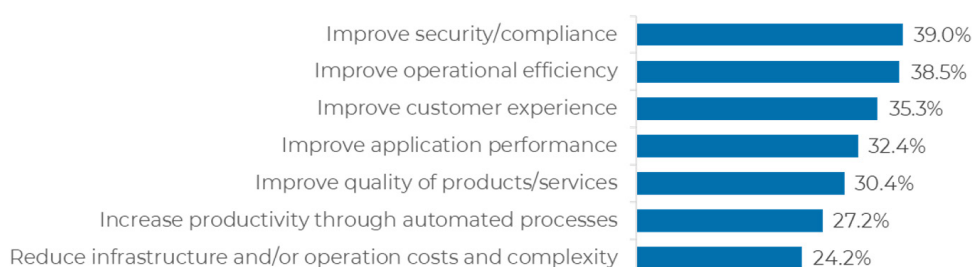 Improve security/compliance 39.0%
Improve operational efficiency 38.5%
Improve customer experience 35.3%
Improve application performance 32.4%
Improve quality of products/services 30.4%
Increase productivity through automated processes 27.2%
Reduce infrastructure and/or operation costs and complexity 24.2%